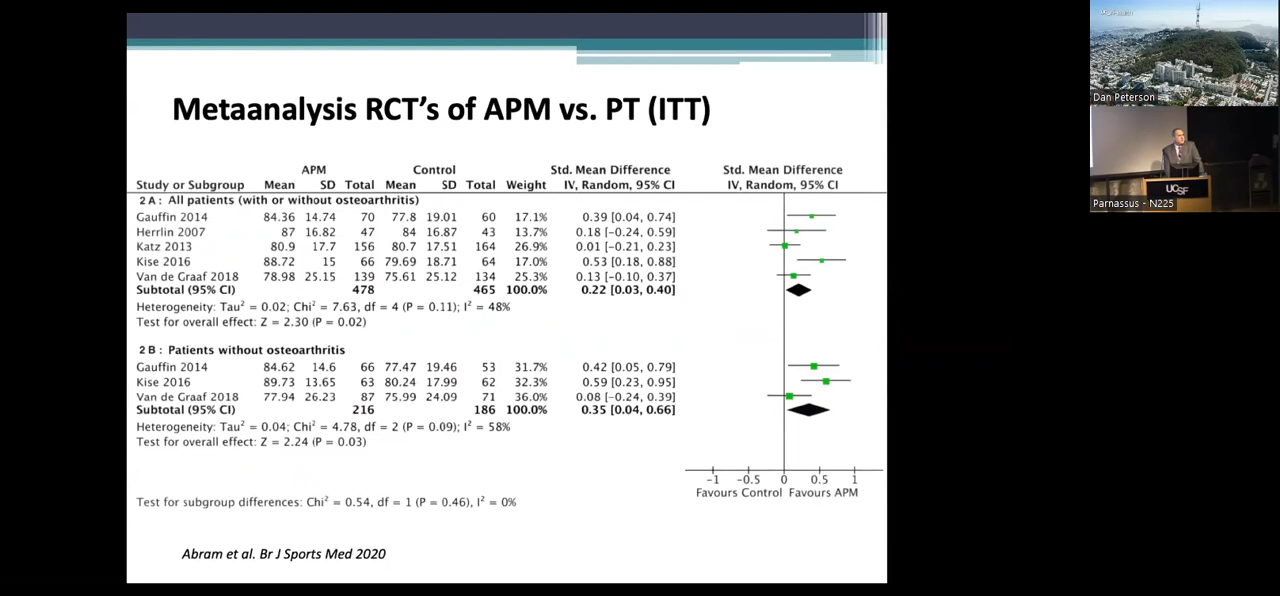 Metaanalysis RCT's of APM vs. PT (ITT)
APM Control Std. Mean Difference Std. Mean Difference
Study or Subgroup Mean SD Total Mean SD Total Weight IV, Random, 95% CI IV, Random, 95% CI
2 A: All patients (with or without osteoarthritis)
Gauffin 2014 84.36 14.74 70 77.8 19.01 60 17.1% 0.39 [0.04, 0.74]
Herrlin 2007 87 16.82 47 84 16.87 43 13.7% 0.18 [-0.24, 0.59]
Katz 2013 80.9 17.7 156 80.7 17.51 164 26.9% 0.01 [-0.21, 0.23]
Kise 2016 88.72 15 66 79.69 18.71 64 17.0% 0.53 [0.18, 0.88]
Van de Graaf 2018 78.98 25.15 139 75.61 25.12 134 25.3% 0.13 [-0.10, 0.37]
Subtotal (95% CI) 478 465 100.0% 0.22 [0.03, 0.40]
Heterogeneity: Tau² = 0.02; Chi² = 7.63, df = 4 (P = 0.11); I² = 48%
Test for overall effect: Z = 2.30 (P = 0.02)
2 B: Patients without osteoarthritis
Gauffin 2014 84.62 14.6 66 77.47 19.46 53 31.7% 0.42 [0.05, 0.79]
Kise 2016 89.73 13.65 63 80.24 17.99 62 32.3% 0.59 [0.23, 0.95]
Van de Graaf 2018 77.94 26.23 87 75.99 24.09 71 36.0% 0.08 [-0.24, 0.39]
Subtotal (95% CI) 216 186 100.0% 0.35 [0.04, 0.66]
Heterogeneity: Tau² = 0.04; Chi² = 4.78, df = 2 (P = 0.09); I² = 58%
Test for overall effect: Z = 2.24 (P = 0.03)
-1 -0.5 0 0.5 1
Favours Control Favours APM
Test for subgroup differences: Chi² = 0.54, df = 1 (P = 0.46), I² = 0%
Abram et al. Br J Sports Med 2020
Dan Peterson
UCSF
Parnassus - N225